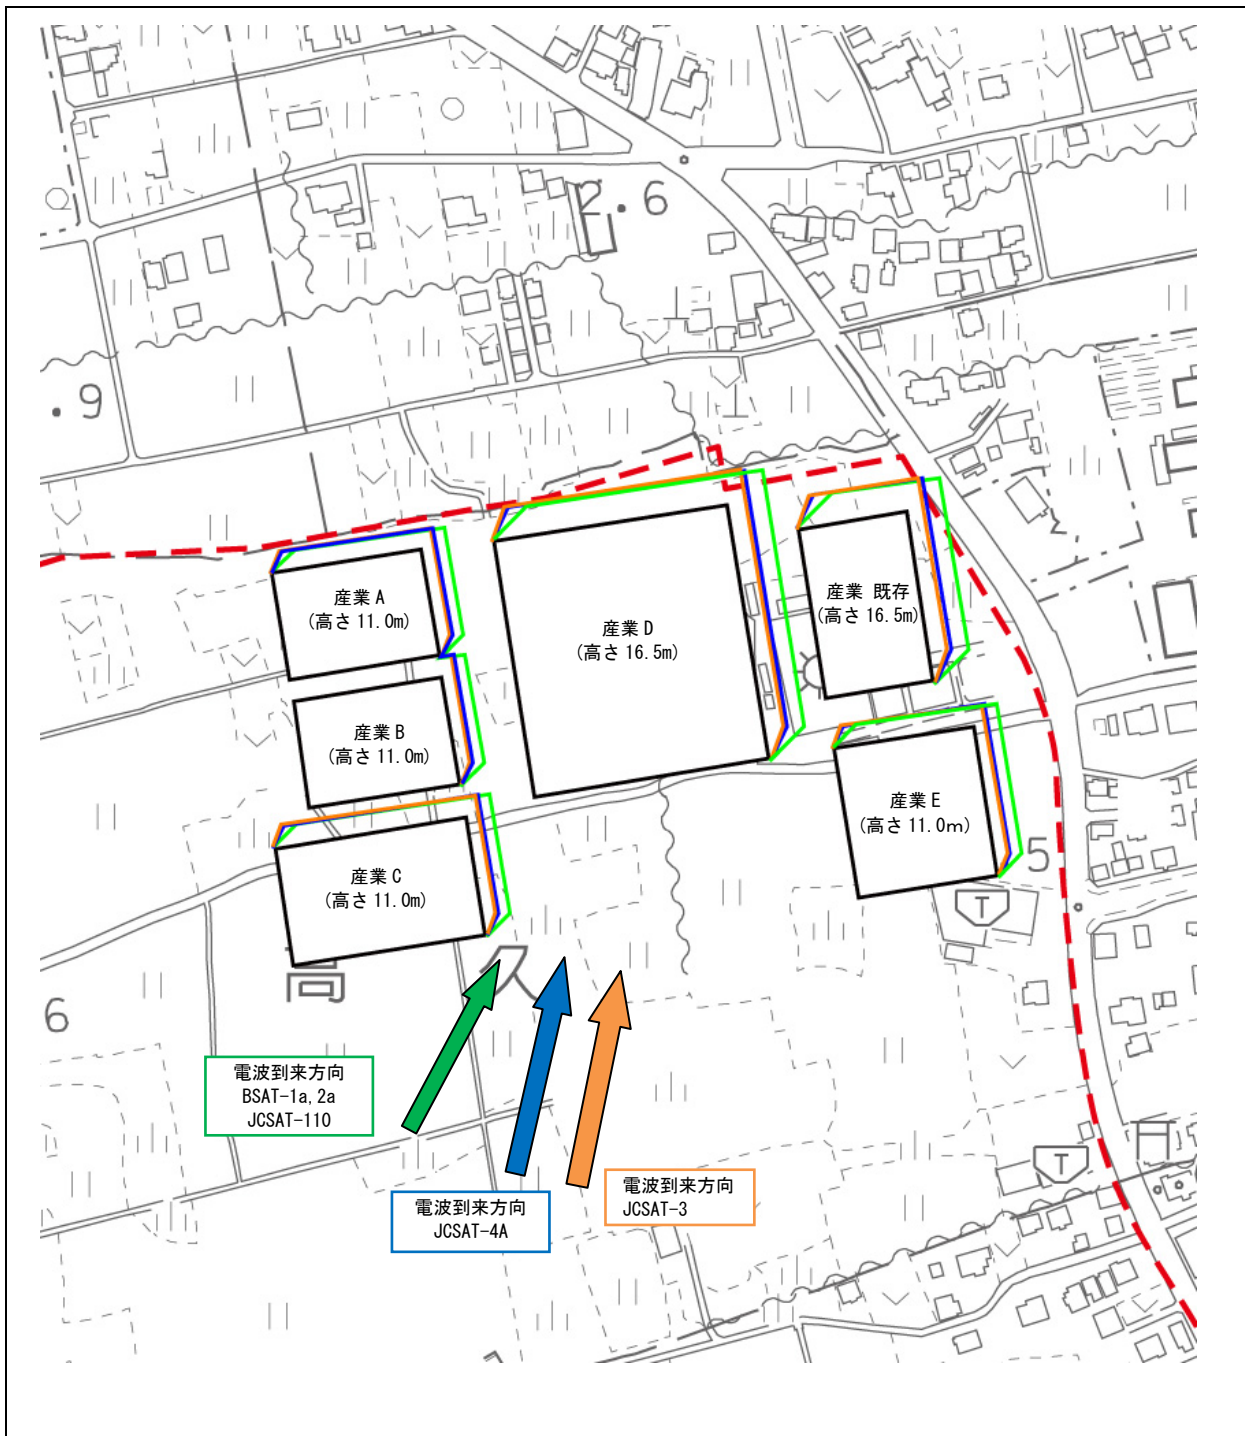 2.6
.9
産業 A
(高さ 11.0m)
産業 D
(高さ 16.5m)
産業 既存
(高さ 16.5m)
産業 B
(高さ 11.0m)
産業 E
(高さ 11.0m)
産業 C
(高さ 11.0m)
5
T
高 久
6
電波到来方向
BSAT-1a, 2a
JCSAT-110
電波到来方向
JCSAT-4A
電波到来方向
JCSAT-3
T